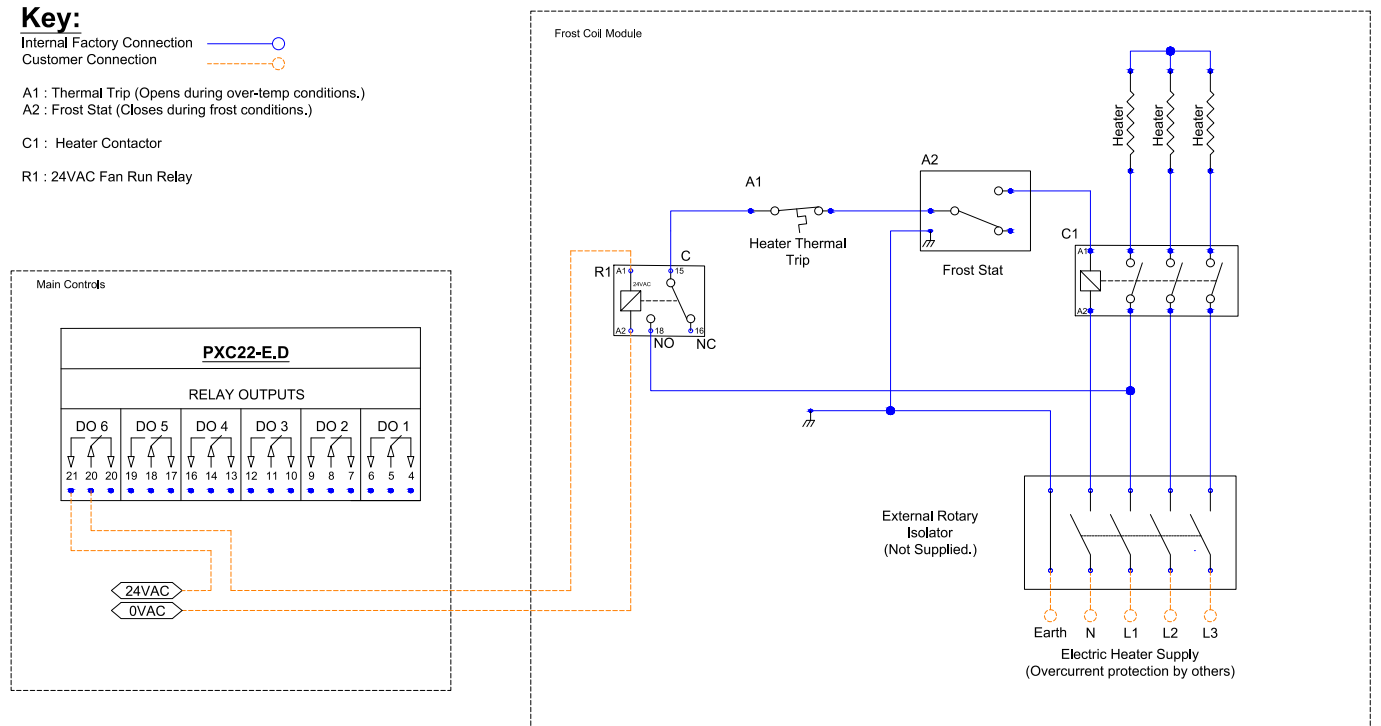 Key:
Internal Factory Connection
Customer Connection
A1 : Thermal Trip (Opens during over-temp conditions.)
A2 : Frost Stat (Closes during frost conditions.)
C1 : Heater Contactor
R1 : 24VAC Fan Run Relay
Frost Coil Module
Heater
Heater
Heater
A1
Heater Thermal
Trip
A2
Frost Stat
C1
A1
A2
R1
A1
C
15
24VAC
A2
18
16
NO
NC
Main Controls
PXC22-E.D
RELAY OUTPUTS
DO 6 DO 5 DO 4 DO 3 DO 2 DO 1
21 20 20 19 18 17 16 14 13 12 11 10 9 8 7 6 5 4
24VAC
0VAC
External Rotary
Isolator
(Not Supplied.)
Earth N L1 L2 L3
Electric Heater Supply
(Overcurrent protection by others)